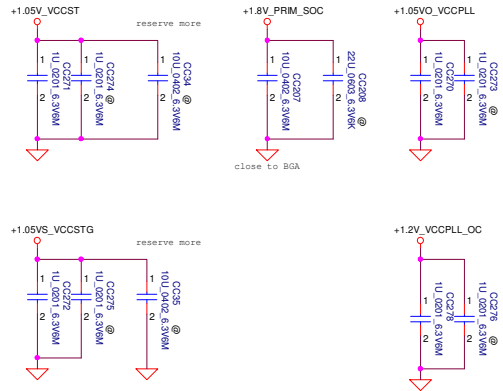 +1.05V_VCCST
reserve more
1
2
CC271
1U_0201_6.3V6M
1
2
CC274
1U_0201_6.3V6M
@
1
2
CC34
10U_0402_6.3V6M
@
+1.8V_PRIM_SOC
1
2
CC207
10U_0402_6.3V6M
1
2
CC208
22U_0603_6.3V6K
@
close to BGA
+1.05VO_VCCPLL
1
2
CC270
1U_0201_6.3V6M
1
2
CC273
1U_0201_6.3V6M
@
+1.05VS_VCCSTG
reserve more
1
2
CC272
1U_0201_6.3V6M
1
2
CC275
1U_0201_6.3V6M
@
1
2
CC35
10U_0402_6.3V6M
@
+1.2V_VCCPLL_OC
1
2
CC278
1U_0201_6.3V6M
1
2
CC276
1U_0201_6.3V6M
@